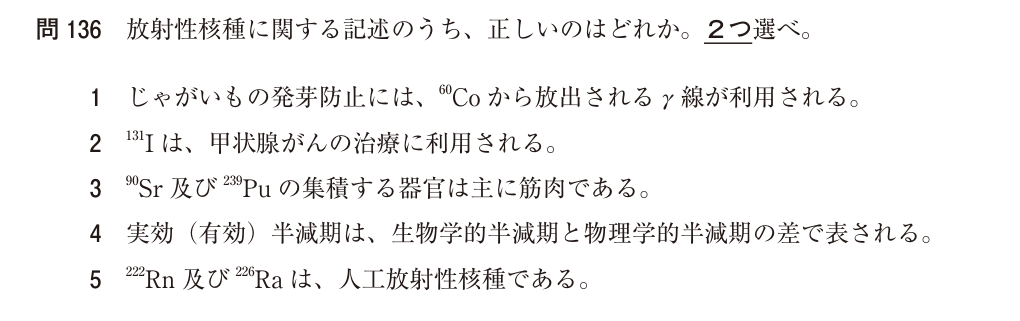 問136 放射性核種に関する記述のうち、正しいのはどれか。2つ選べ。
1 じゃがいもの発芽防止には、⁶⁰Co から放出されるγ線が利用される。
2 ¹³¹I は、甲状腺がんの治療に利用される。
3 ⁹⁰Sr 及び ²³⁹Pu の集積する器官は主に筋肉である。
4 実効（有効）半減期は、生物学的半減期と物理学的半減期の差で表される。
5 ²²²Rn 及び ²²⁶Ra は、人工放射性核種である。